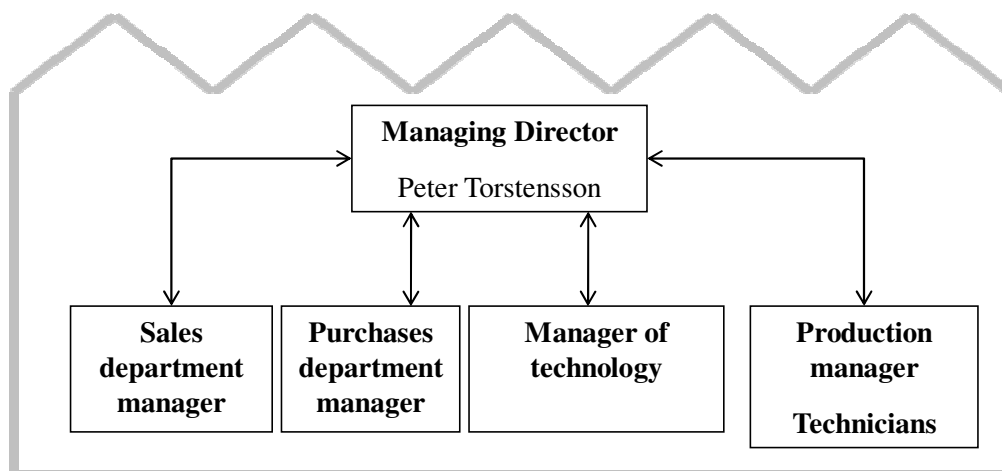 Managing Director
Peter Torstensson
Sales
department
manager
Purchases
department
manager
Manager of
technology
Production
manager
Technicians